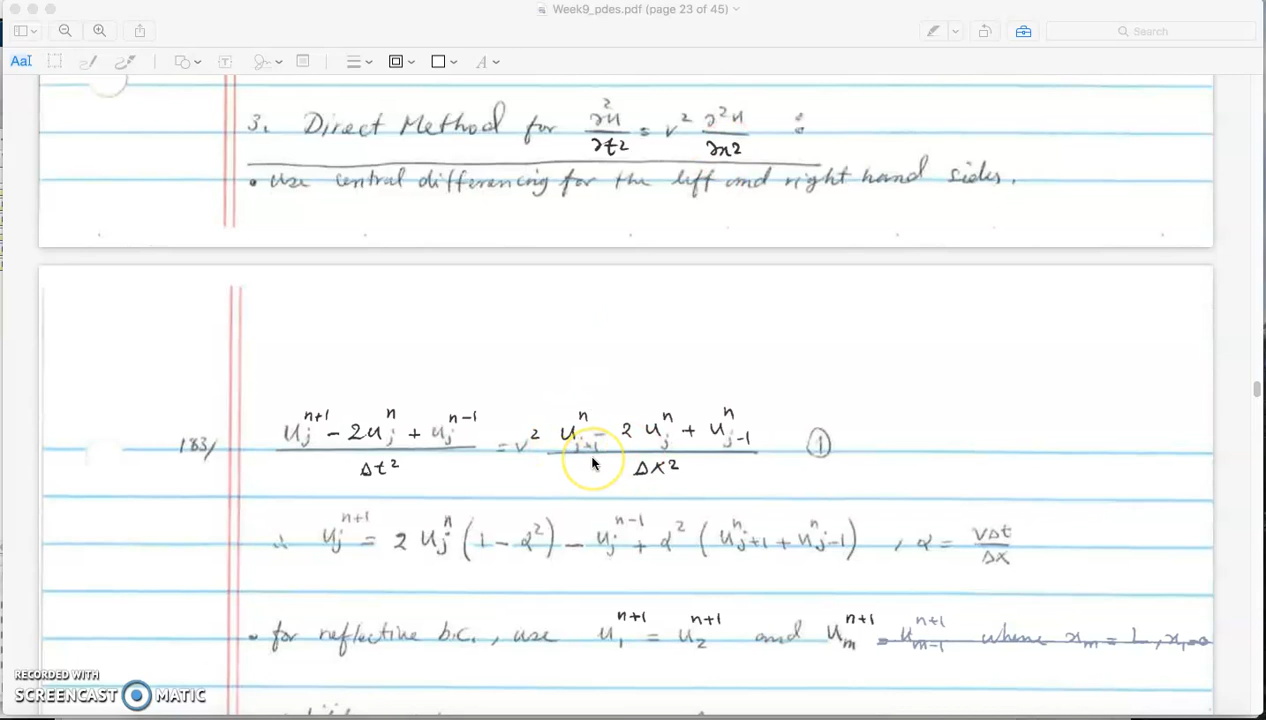 Week9_pdes.pdf (page 23 of 45)
Search
AaI T A
3. Direct Method for ∂²u/∂t² = v² ∂²u/∂x² :
• use central differencing for the left and right hand sides.
183/ (u_j^{n+1} - 2u_j^n + u_j^{n-1})/Δt² = v² (u_{j+1}^n - 2u_j^n + u_{j-1}^n)/Δx² ①
∴ u_j^{n+1} = 2 u_j^n (1 - α²) - u_j^{n-1} + α² (u_{j+1}^n + u_{j-1}^n) , α = vΔt/Δx
• for reflective b.c., use u_1^{n+1} = u_2^{n+1} and u_m^{n+1} = u_{m-1}^{n+1} where x_m = L, x_1=0
RECORDED WITH
SCREENCAST MATIC